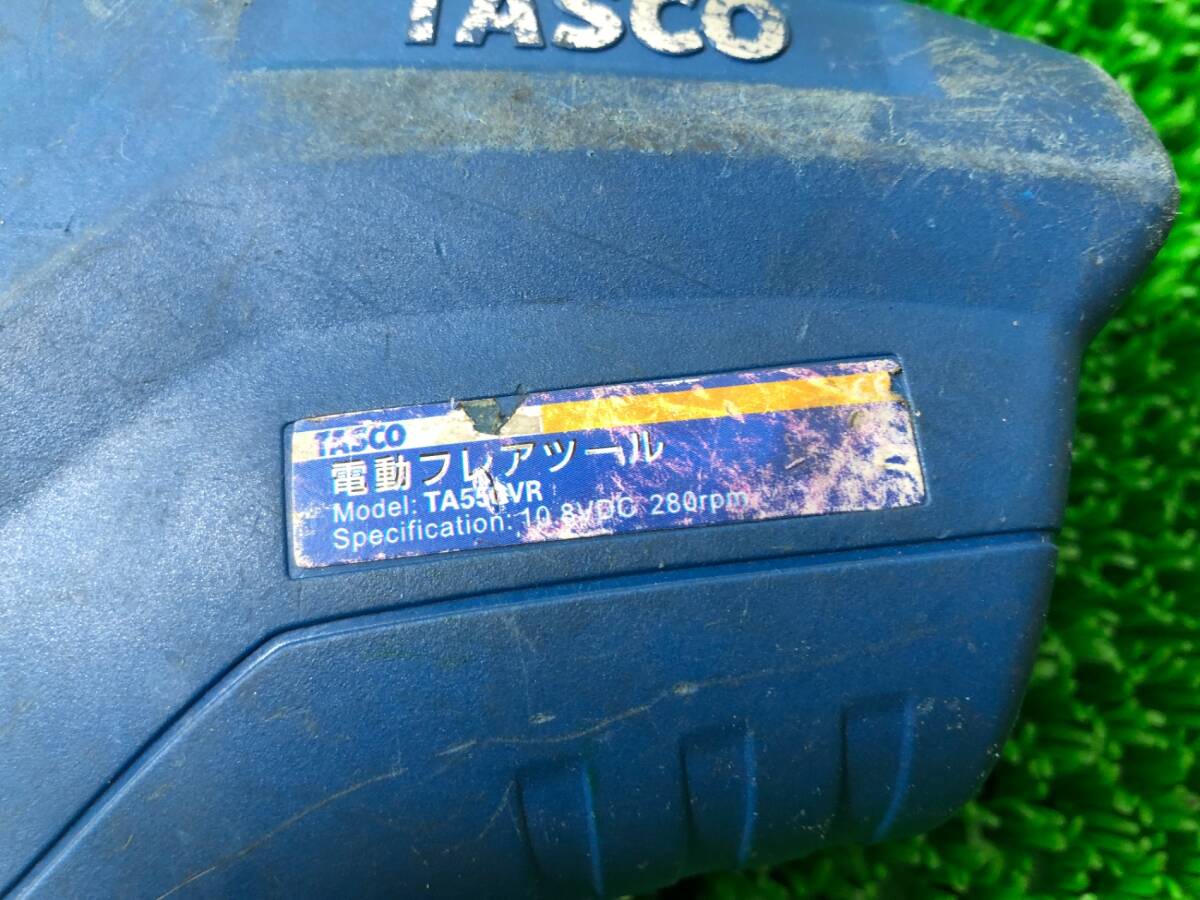 TASCO
TASCO
電動フレアツール
Model: TA550VR
Specification: 10.8VDC 280rpm